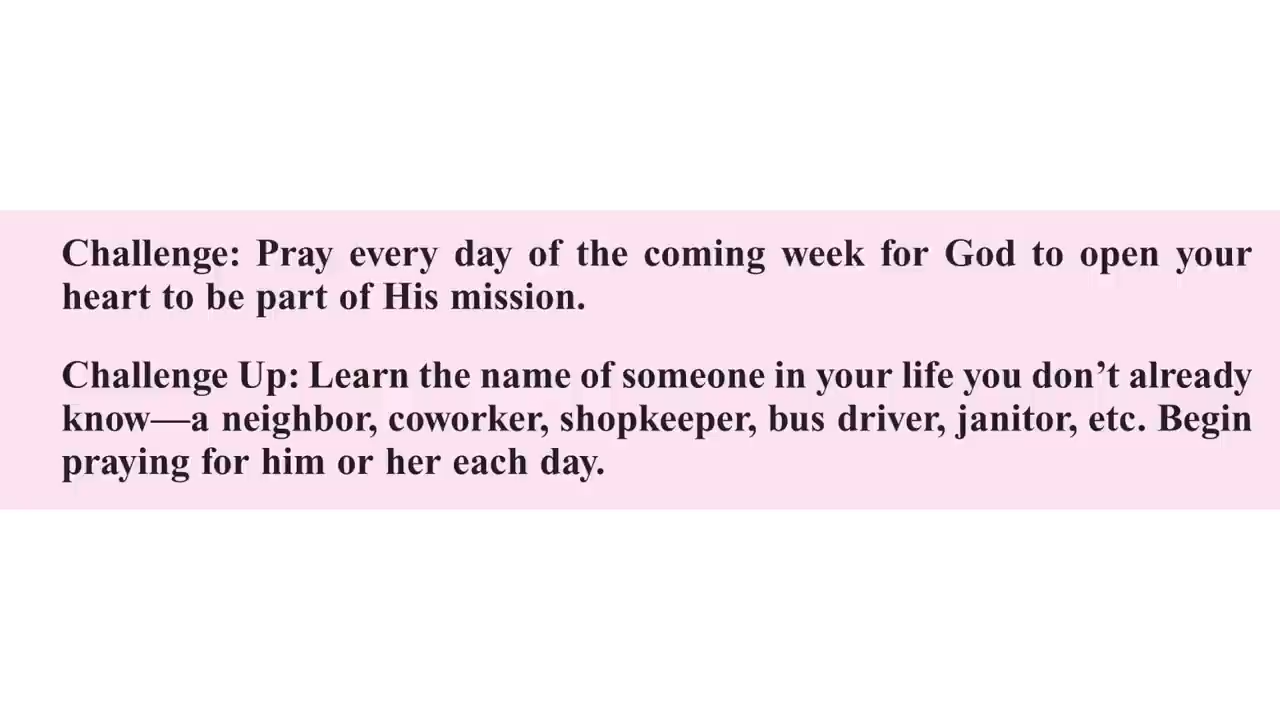 Challenge: Pray every day of the coming week for God to open your
heart to be part of His mission.
Challenge Up: Learn the name of someone in your life you don’t already
know—a neighbor, coworker, shopkeeper, bus driver, janitor, etc. Begin
praying for him or her each day.